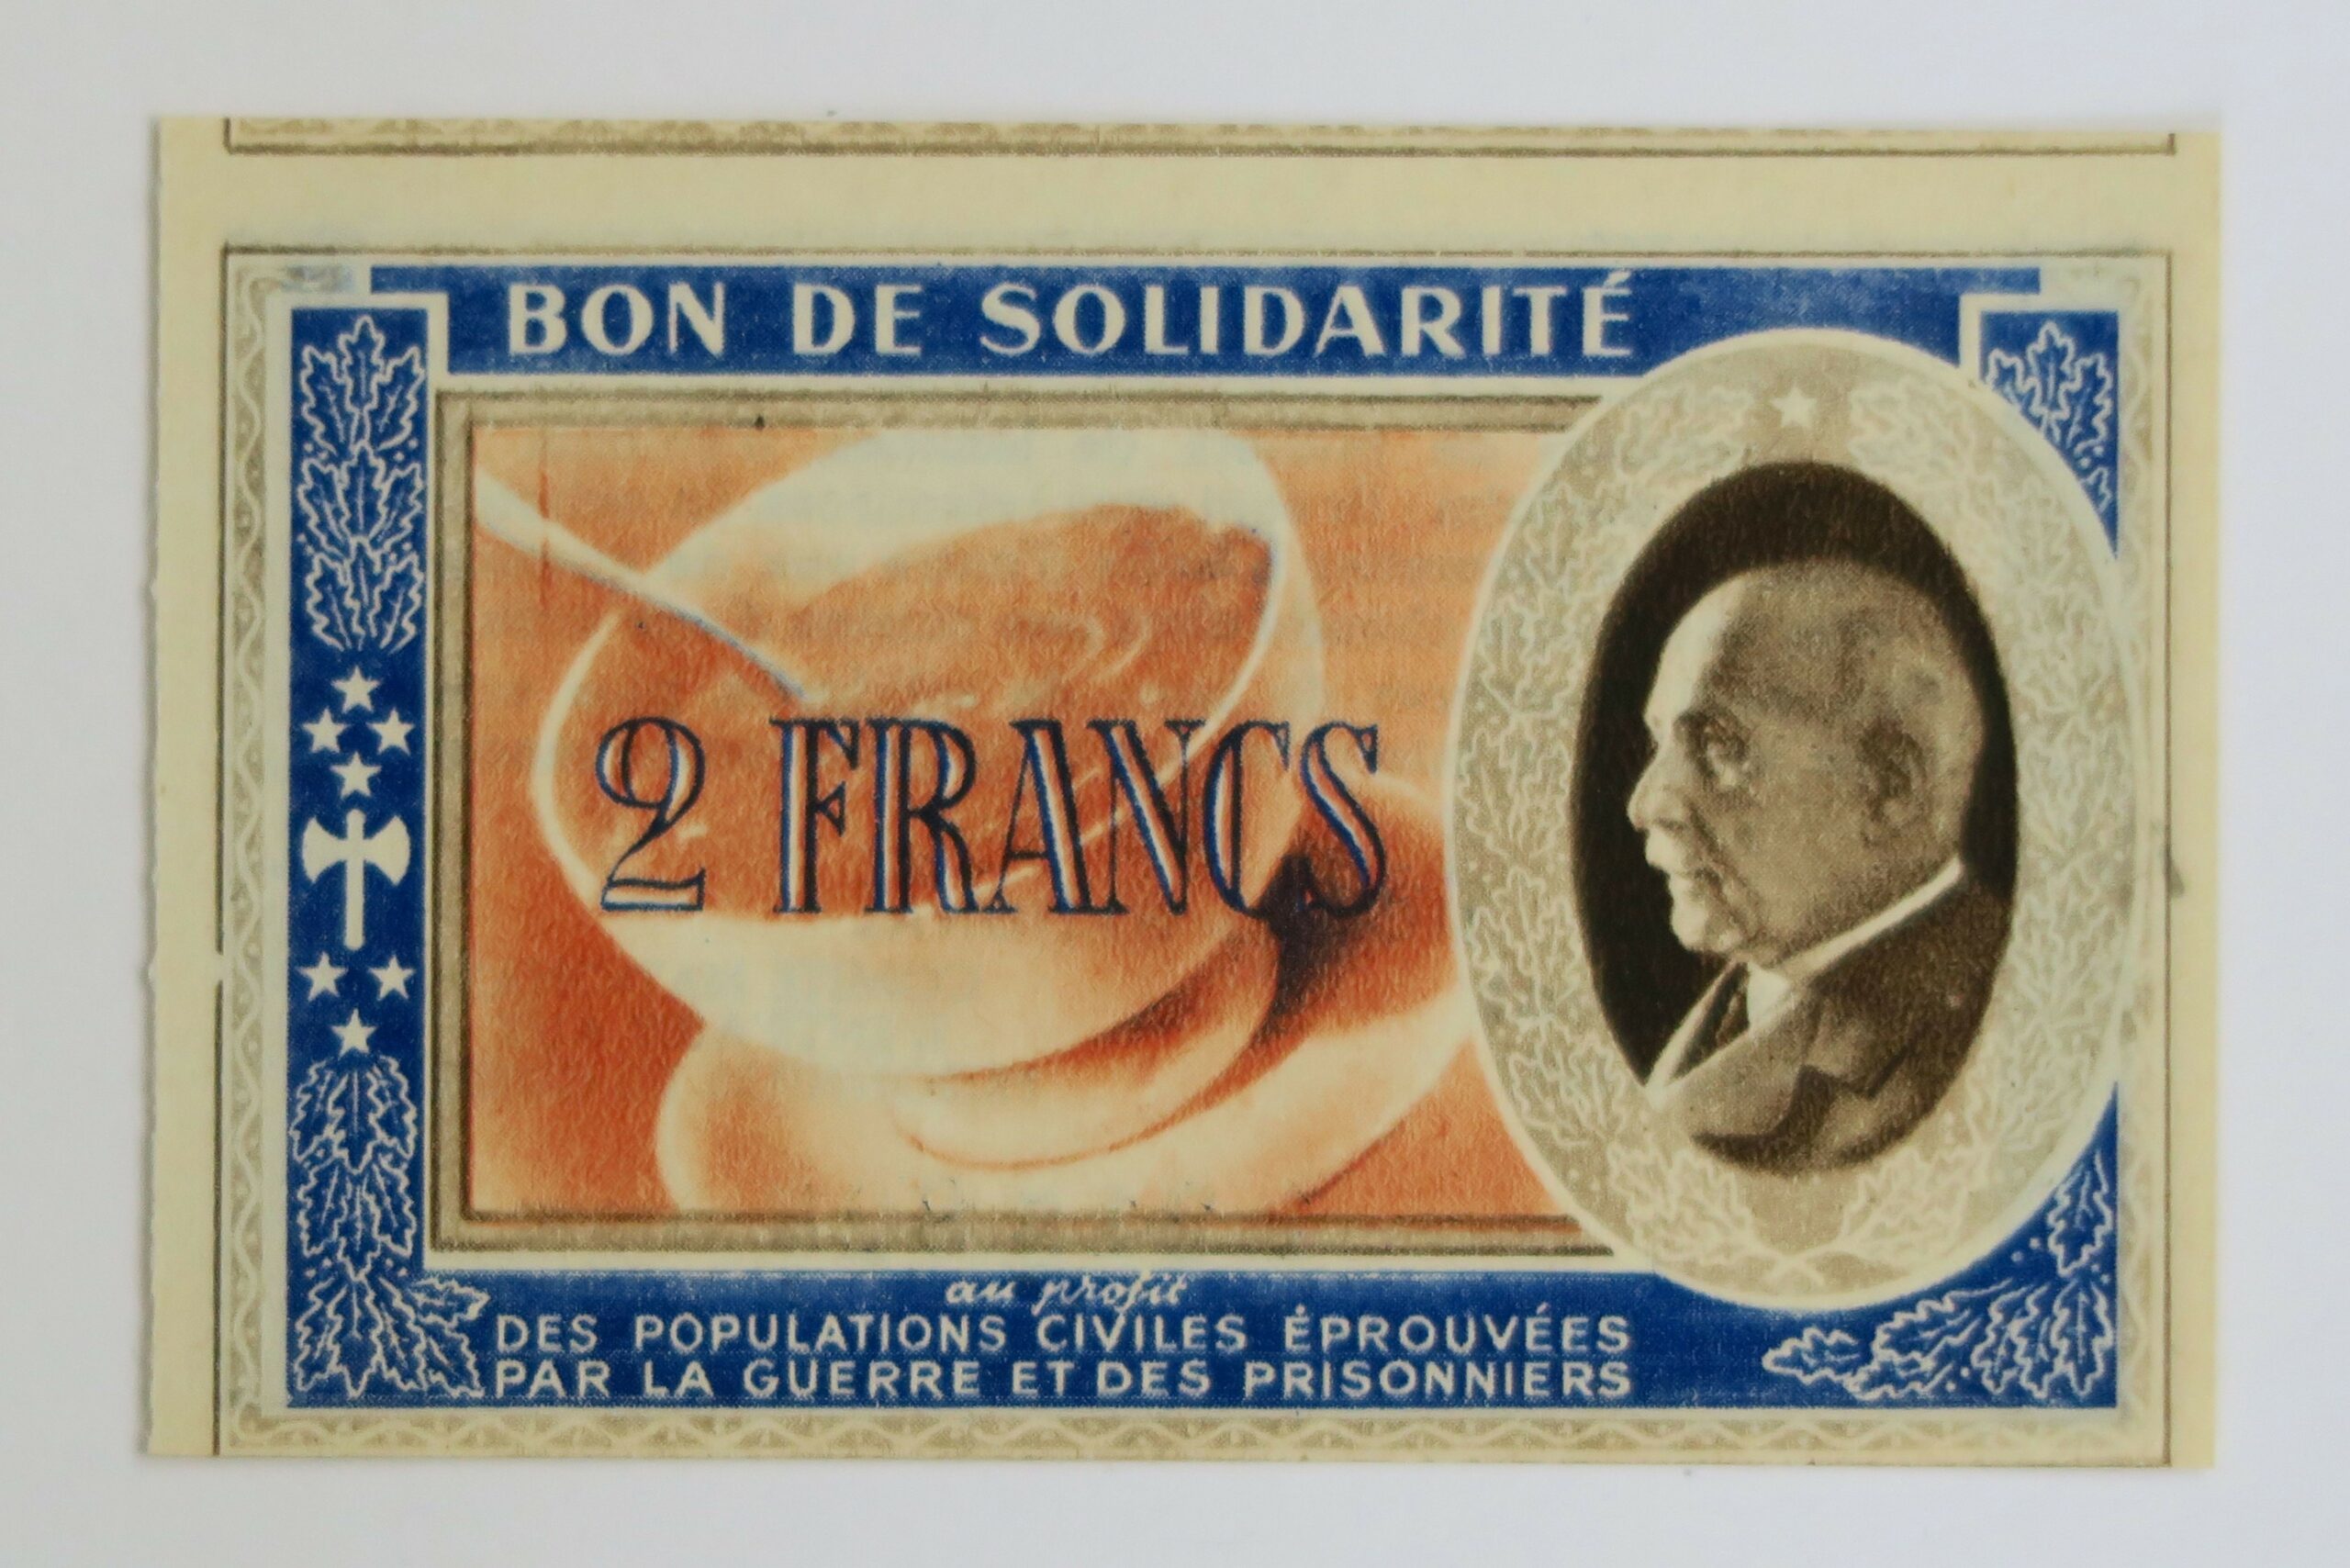 BON DE SOLIDARITÉ
2 FRANCS
au profit
DES POPULATIONS CIVILES ÉPROUVÉES
PAR LA GUERRE ET DES PRISONNIERS